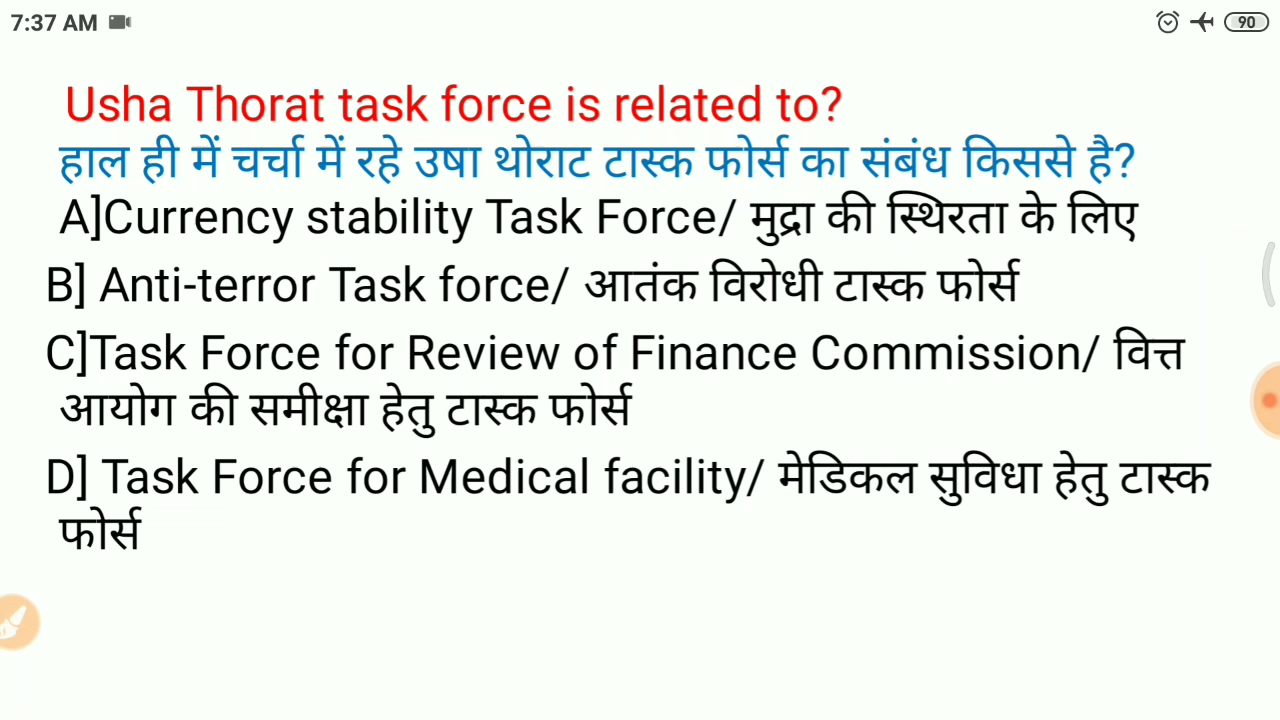 7:37 AM
90
Usha Thorat task force is related to?
हाल ही में चर्चा में रहे उषा थोराट टास्क फोर्स का संबंध किससे है?
A]Currency stability Task Force/ मुद्रा की स्थिरता के लिए
B] Anti-terror Task force/ आतंक विरोधी टास्क फोर्स
C]Task Force for Review of Finance Commission/ वित्त
आयोग की समीक्षा हेतु टास्क फोर्स
D] Task Force for Medical facility/ मेडिकल सुविधा हेतु टास्क
फोर्स